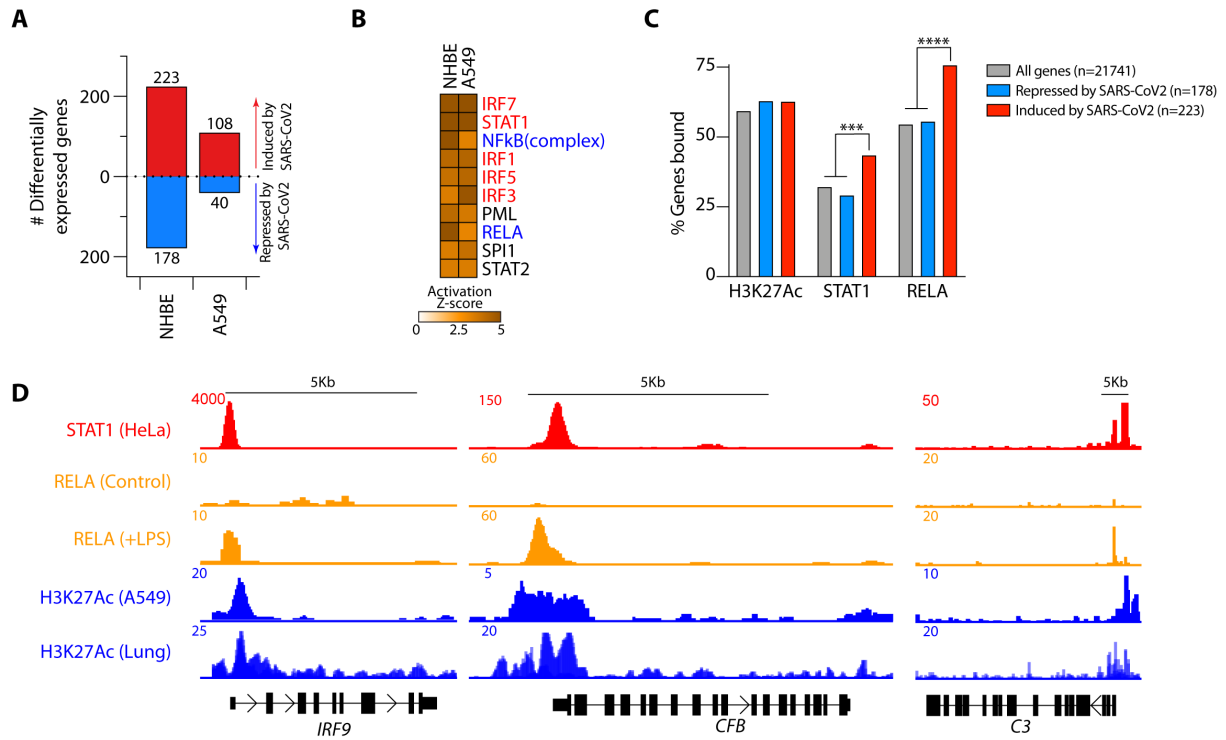 A
# Differentially
expressed genes
200
0
200
223
108
178
40
Induced by
SARS-CoV2
Repressed by
SARS-CoV2
NHBE
A549
B
NHBE
A549
IRF7
STAT1
NFkB(complex)
IRF1
IRF5
IRF3
PML
RELA
SPI1
STAT2
Activation
Z-score
0 2.5 5
C
% Genes bound
75
50
25
0
***
****
H3K27Ac STAT1 RELA
All genes (n=21741)
Repressed by SARS-CoV2 (n=178)
Induced by SARS-CoV2 (n=223)
D
5Kb 5Kb 5Kb
STAT1 (HeLa) 4000 150 50
RELA (Control) 10 60 20
RELA (+LPS) 10 60 20
H3K27Ac (A549) 20 5 10
H3K27Ac (Lung) 25 20 20
IRF9 CFB C3